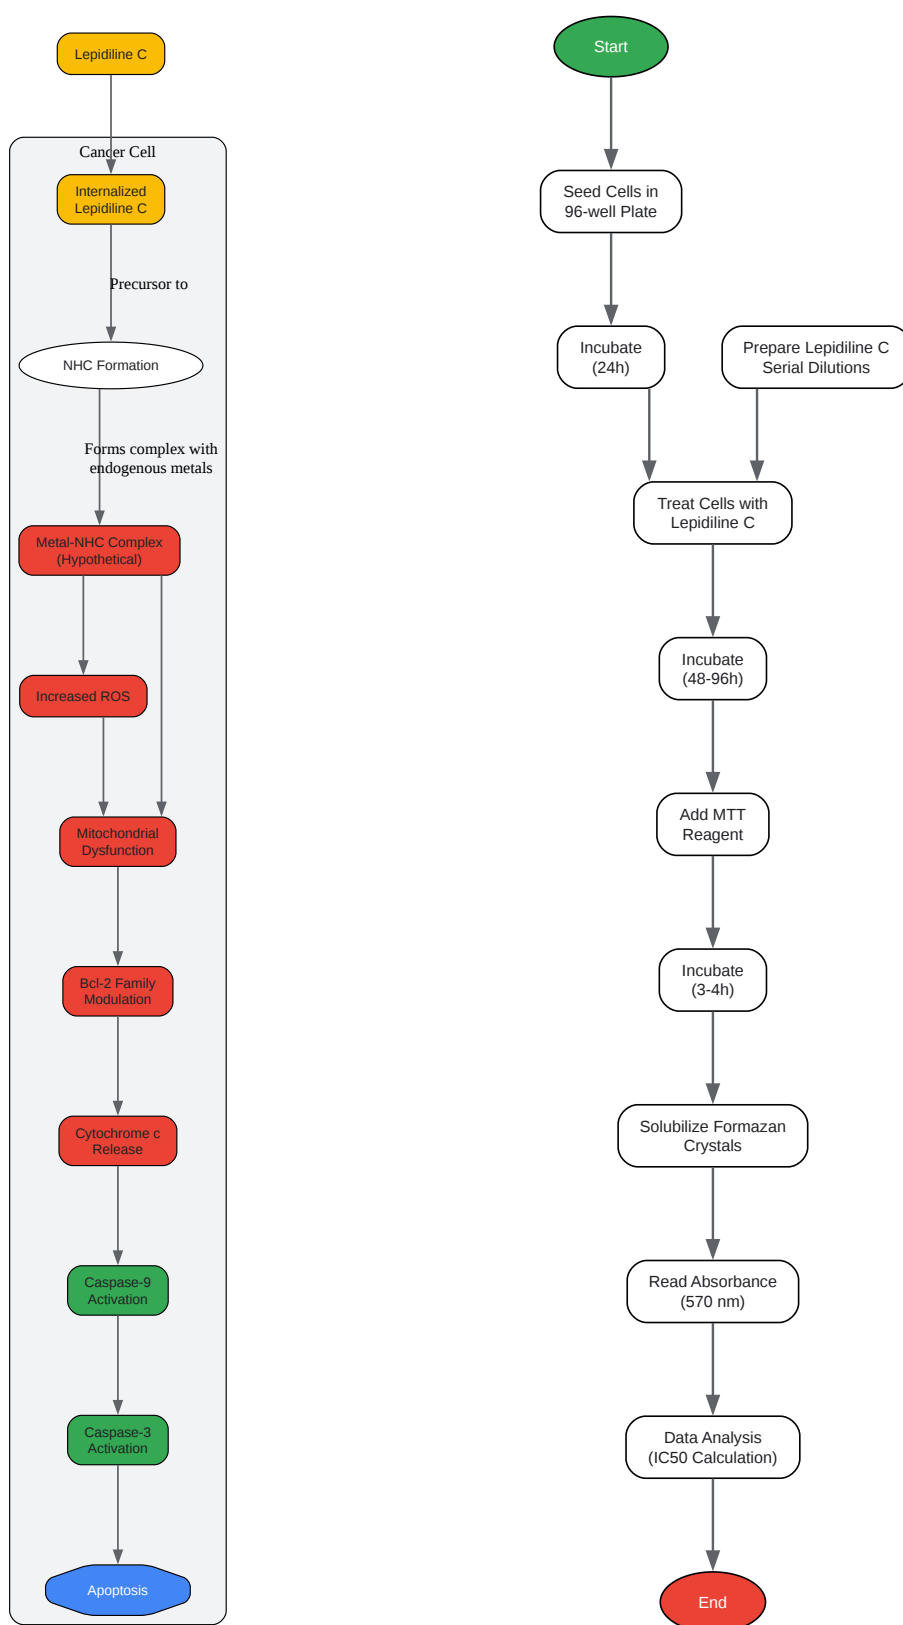 Lepidiline C
Cancer Cell
Internalized
Lepidiline C
Precursor to
NHC Formation
Forms complex with
endogenous metals
Metal-NHC Complex
(Hypothetical)
Increased ROS
Mitochondrial
Dysfunction
Bcl-2 Family
Modulation
Cytochrome c
Release
Caspase-9
Activation
Caspase-3
Activation
Apoptosis
Start
Seed Cells in
96-well Plate
Incubate
(24h)
Prepare Lepidiline C
Serial Dilutions
Treat Cells with
Lepidiline C
Incubate
(48-96h)
Add MTT
Reagent
Incubate
(3-4h)
Solubilize Formazan
Crystals
Read Absorbance
(570 nm)
Data Analysis
(IC50 Calculation)
End